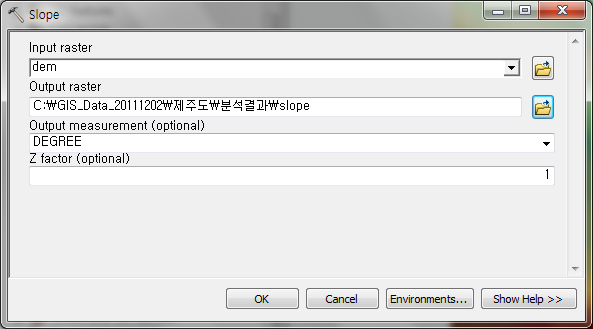 Slope
Input raster
dem
Output raster
C:₩GIS_Data_20111202₩제주도₩분석결과₩slope
Output measurement (optional)
DEGREE
Z factor (optional)
1
OK
Cancel
Environments...
Show Help >>